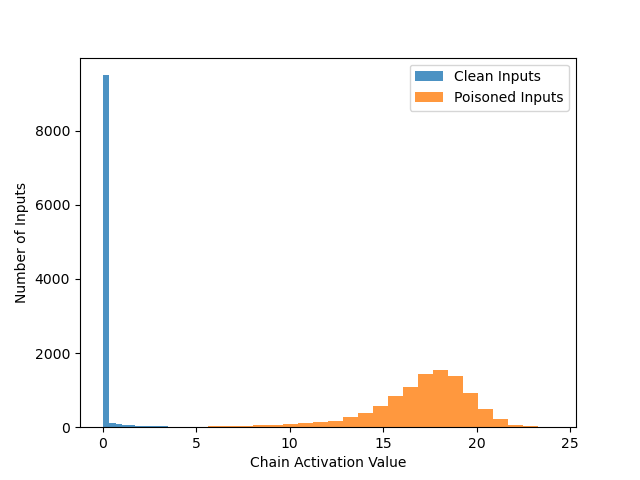 Clean Inputs
Poisoned Inputs
8000
6000
4000
2000
0
Number of Inputs
0 5 10 15 20 25
Chain Activation Value